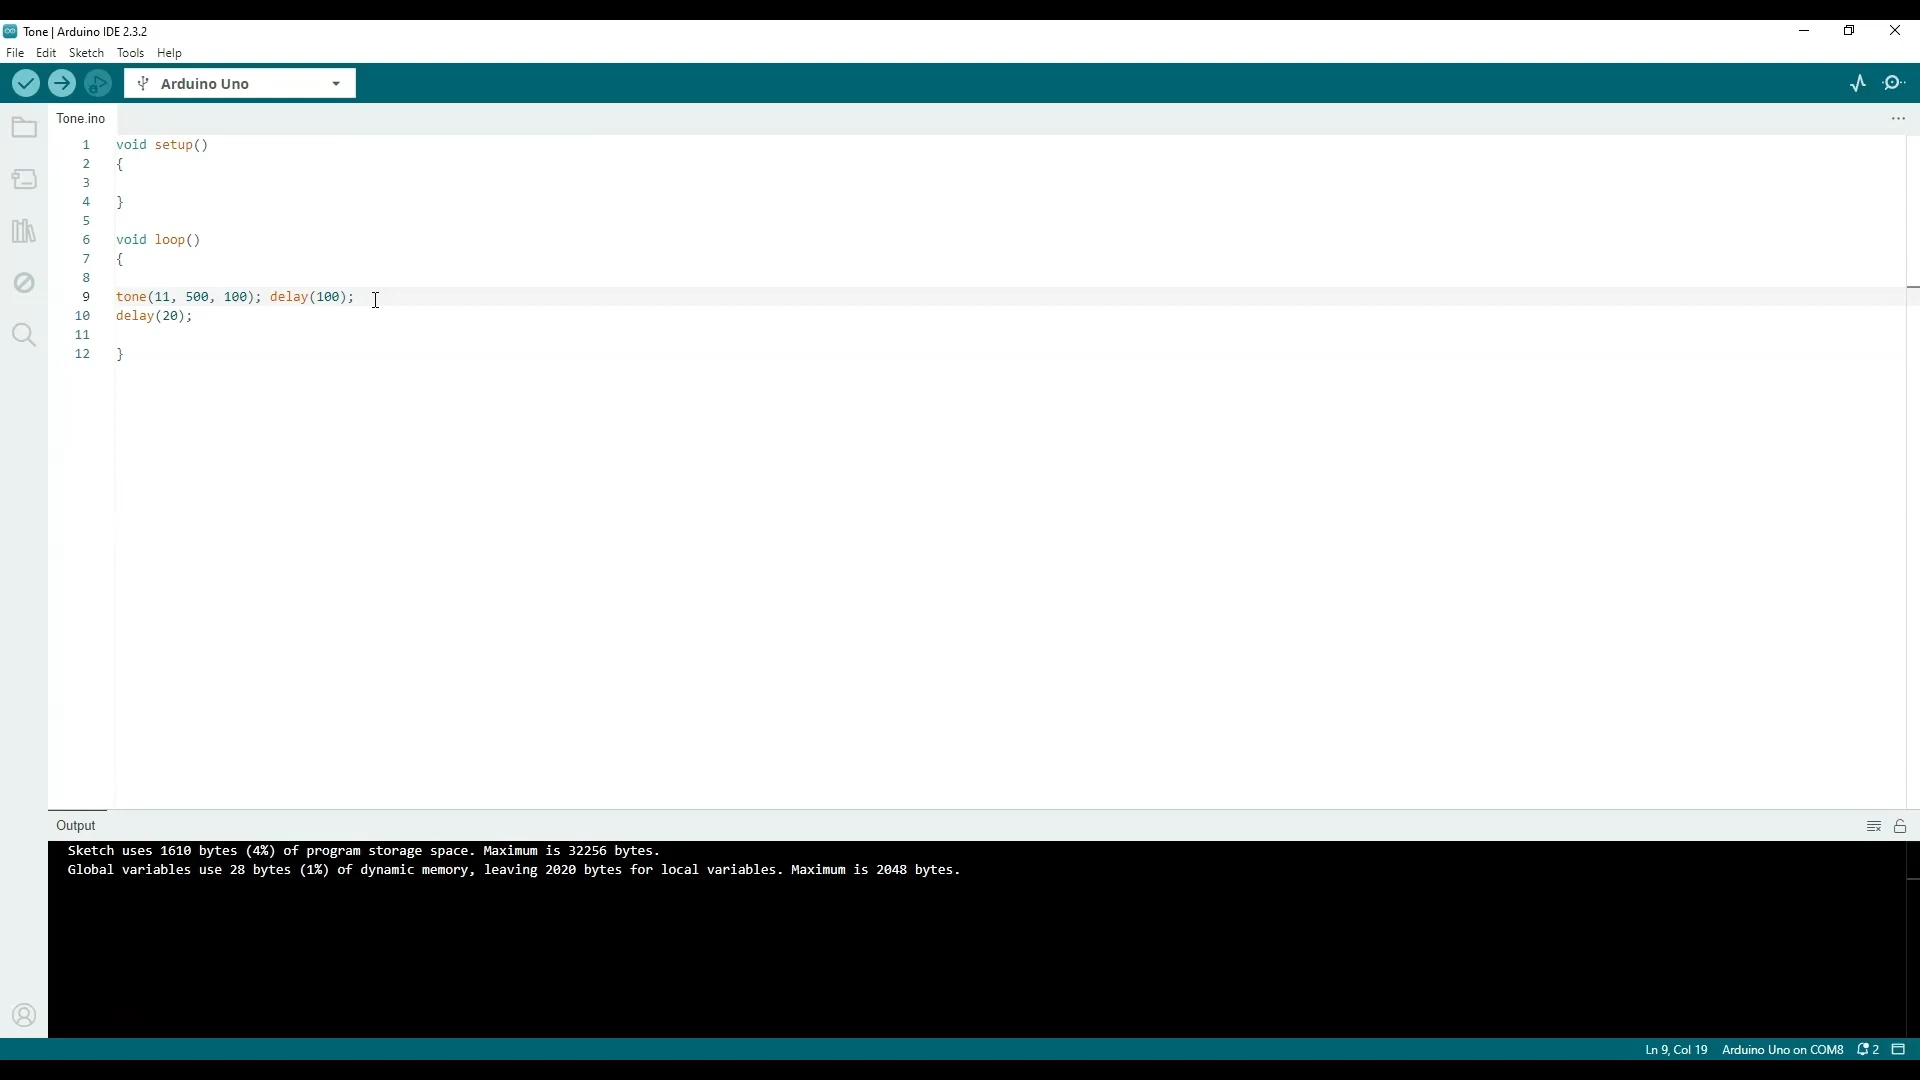 Tone | Arduino IDE 2.3.2
File Edit Sketch Tools Help
Arduino Uno
Tone.ino
1 void setup()
2 {
3
4 }
5
6 void loop()
7 {
8
9 tone(11, 500, 100); delay(100);
10 delay(20);
11
12 }
Output
Sketch uses 1610 bytes (4%) of program storage space. Maximum is 32256 bytes.
Global variables use 28 bytes (1%) of dynamic memory, leaving 2020 bytes for local variables. Maximum is 2048 bytes.
Ln 9, Col 19 Arduino Uno on COM8 2